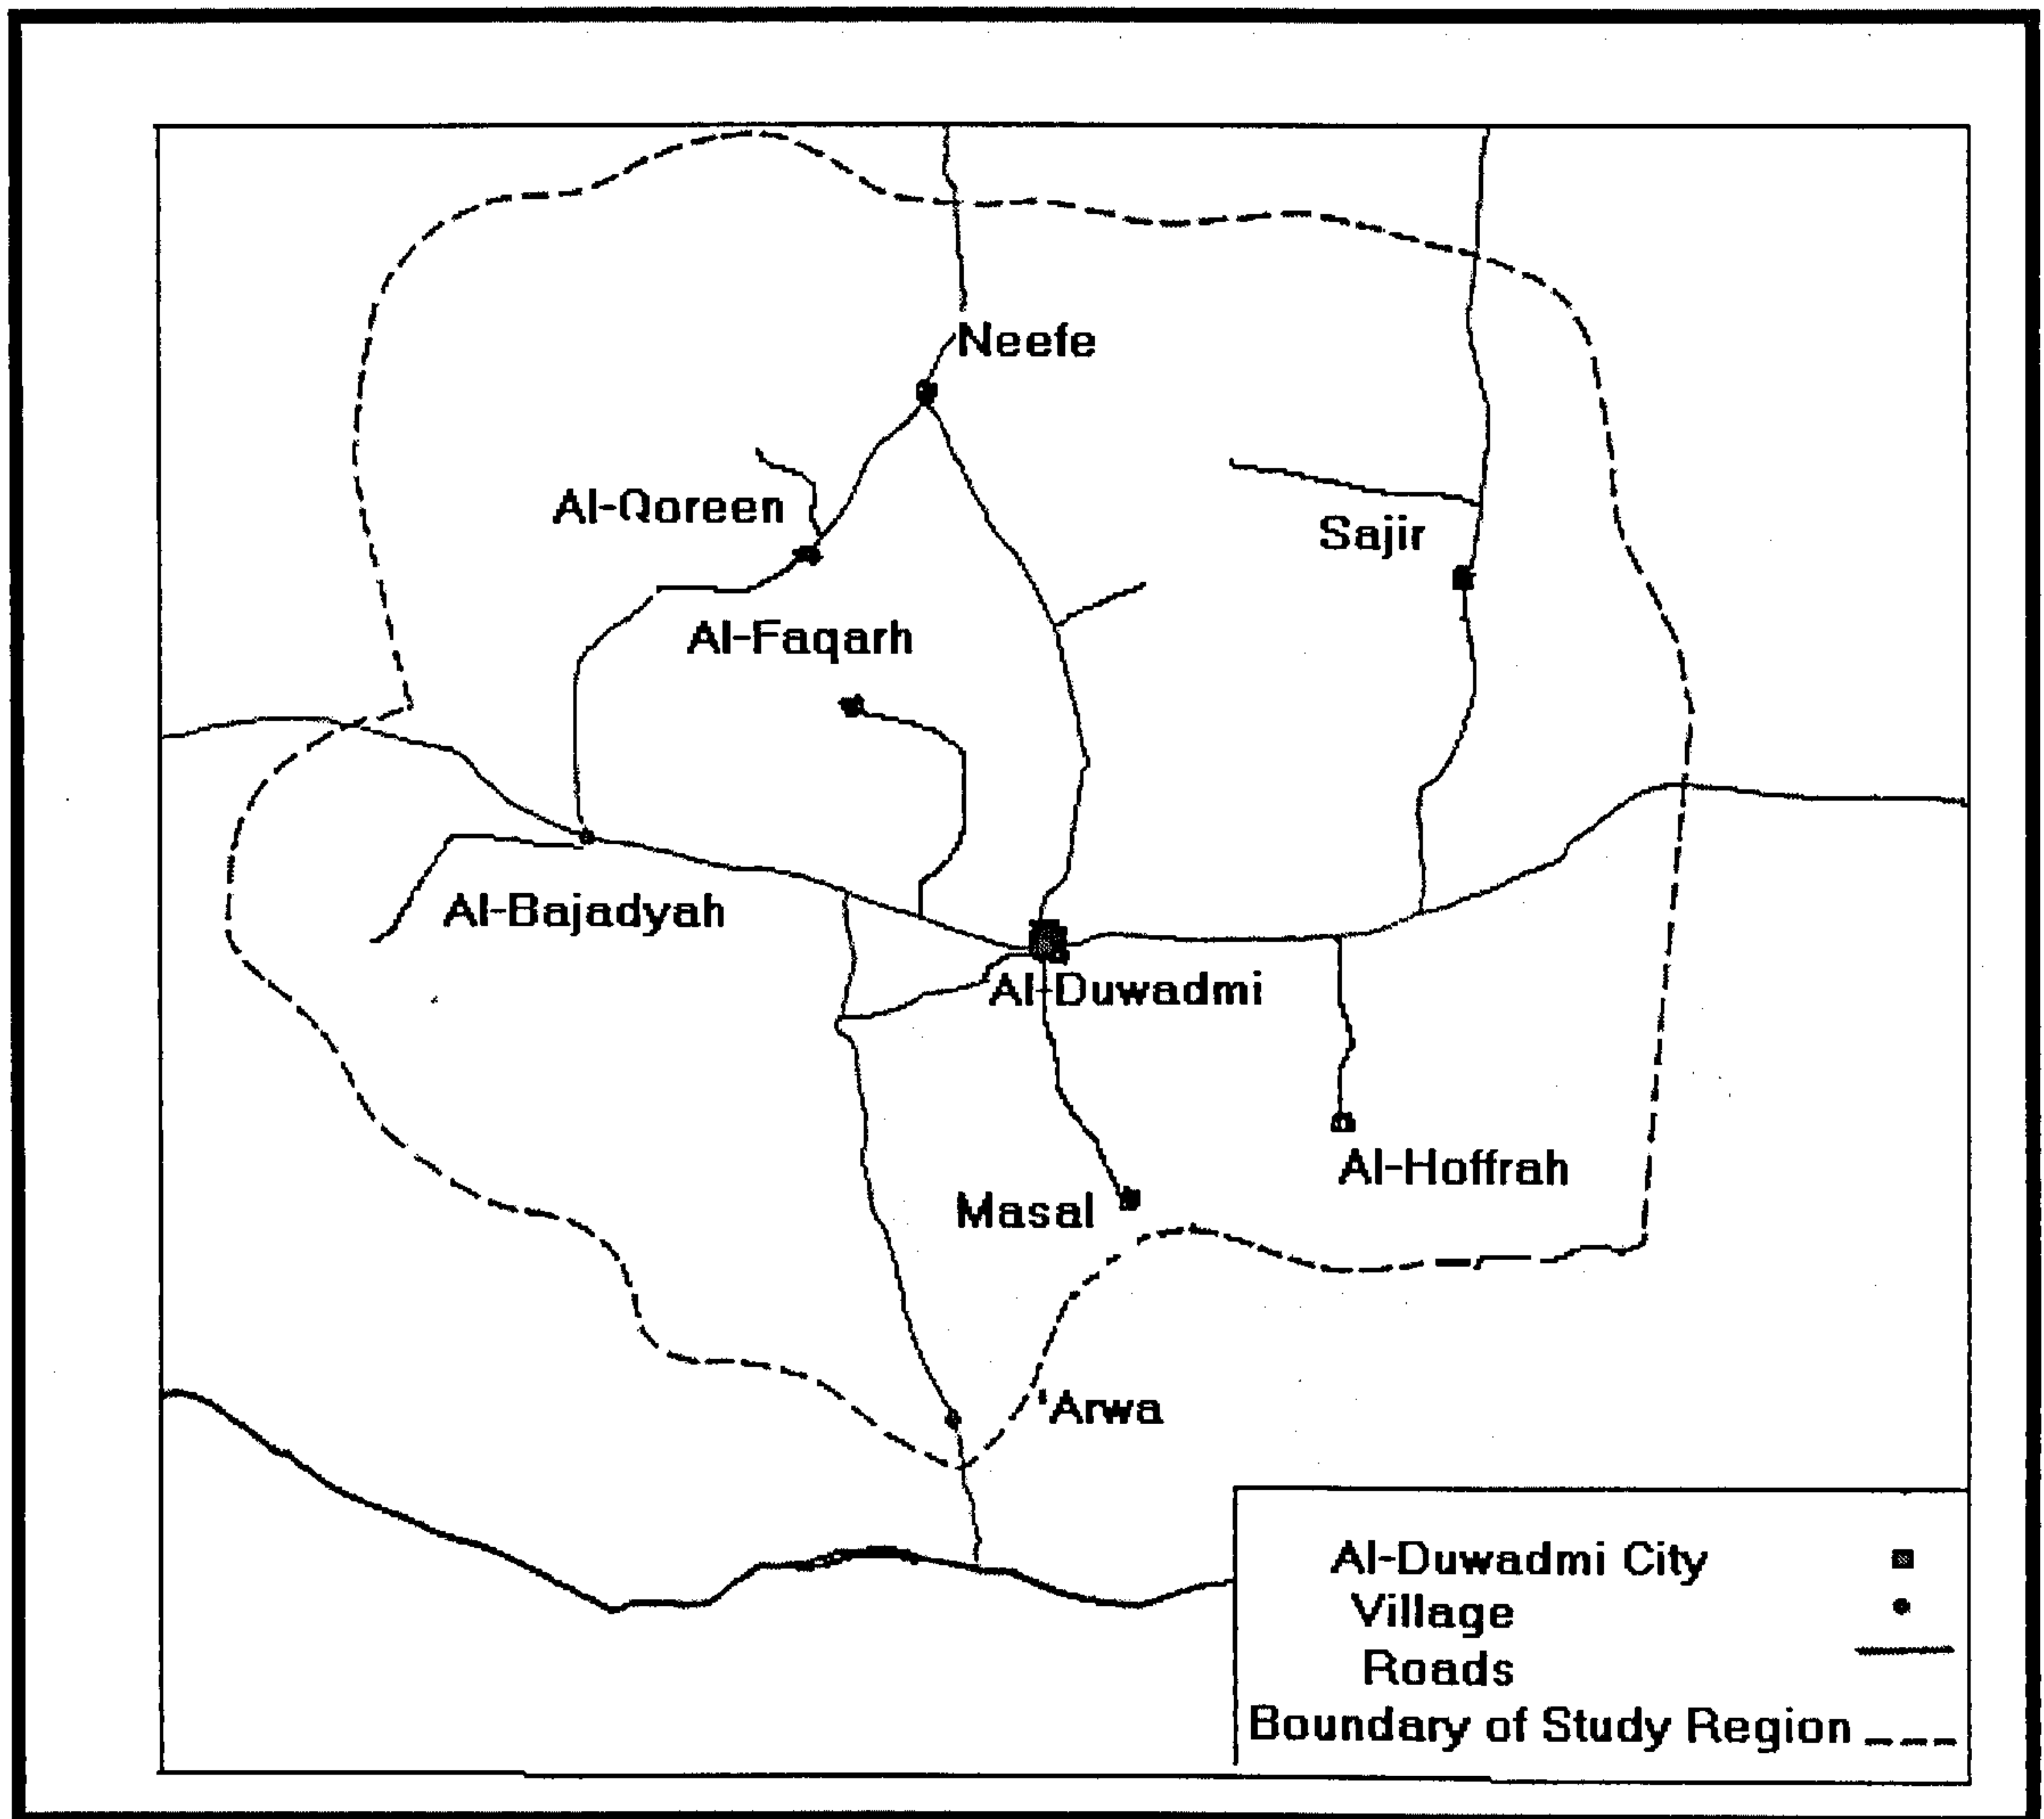 Neefe
Al-Qoreen
Sajir
Al-Faqarh
Al-Bajadyah
Al-Duwadmi
Al-Hoffrah
Masal
'Arwa
Al-Duwadmi City
Village
Roads
Boundary of Study Region